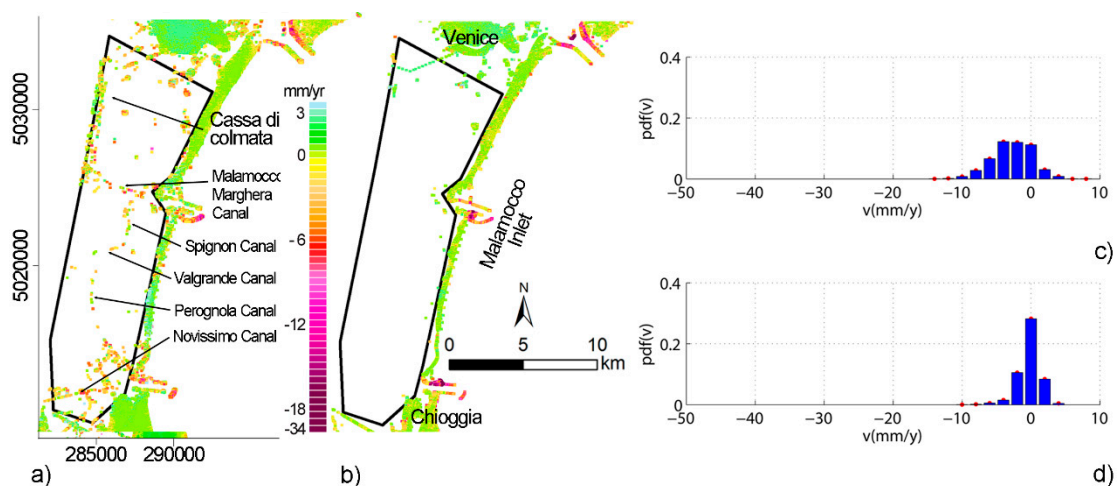 5030000
5020000
285000 290000
a)
Cassa di
colmata
Malamocco
Marghera
Canal
Spignon Canal
Valgrande Canal
Perognola Canal
Novissimo Canal
mm/yr
3
0
-6
-12
-18
-34
b)
Venice
Malamocco
Inlet
N
0 5 10
km
Chioggia
0.4
0.2
0
pdf(v)
-50 -40 -30 -20 -10 0 10
v(mm/y)
c)
0.4
0.2
0
pdf(v)
-50 -40 -30 -20 -10 0 10
v(mm/y)
d)